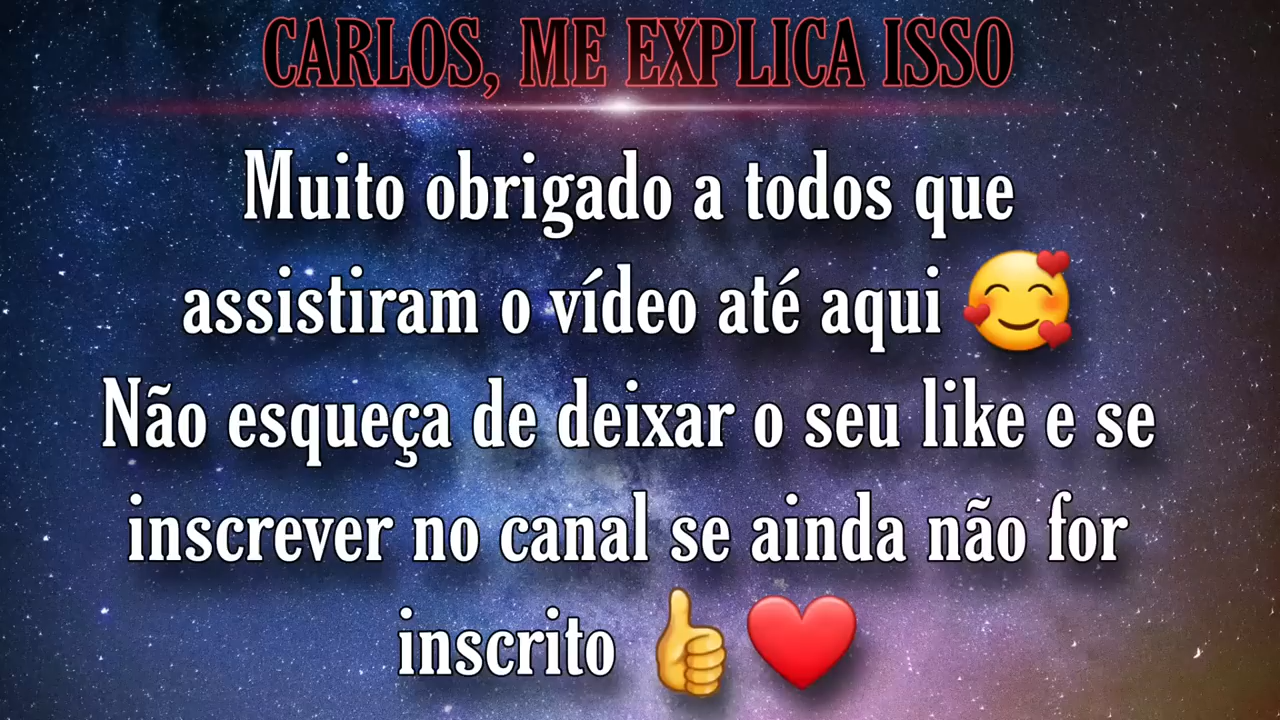 CARLOS, ME EXPLICA ISSO
Muito obrigado a todos que
assistiram o vídeo até aqui 🥰
Não esqueça de deixar o seu like e se
inscrever no canal se ainda não for
inscrito 👍❤️